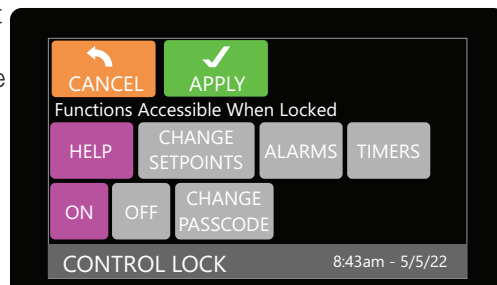 t
e
CANCEL
APPLY
Functions Accessible When Locked
HELP
CHANGE
SETPOINTS
ALARMS
TIMERS
ON
OFF
CHANGE
PASSCODE
CONTROL LOCK
8:43am - 5/5/22